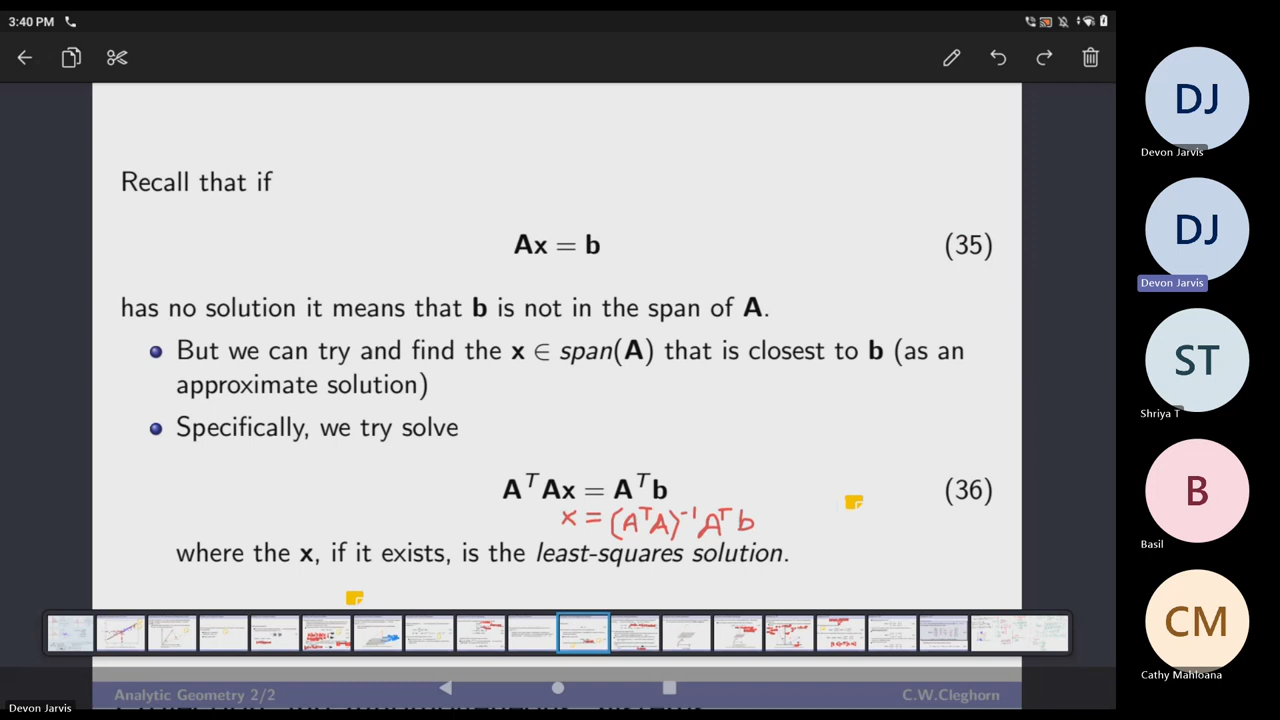 3:40 PM
Recall that if
Ax = b (35)
has no solution it means that b is not in the span of A.
But we can try and find the x ∈ span(A) that is closest to b (as an
approximate solution)
Specifically, we try solve
AᵀAx = Aᵀb (36)
x = (AᵀA)⁻¹Aᵀb
where the x, if it exists, is the least-squares solution.
Analytic Geometry 2/2 C.W.Cleghorn
Devon Jarvis
DJ
Devon Jarvis
DJ
Devon Jarvis
ST
Shriya T
B
Basil
CM
Cathy Mahloana